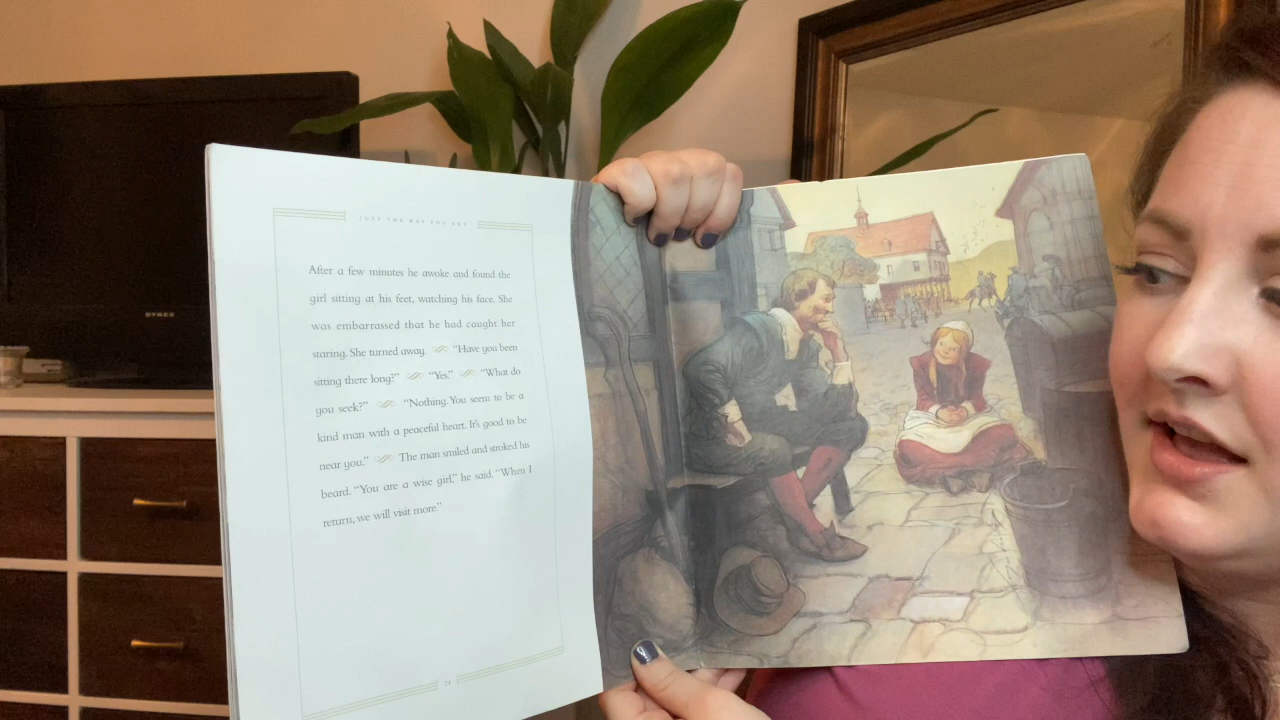 DYNEX
JUST THE WAY YOU ARE
After a few minutes he awoke and found the
girl sitting at his feet, watching his face. She
was embarrassed that he had caught her
staring. She turned away. “Have you been
sitting there long?” “Yes.” “What do
you seek?” “Nothing. You seem to be a
kind man with a peaceful heart. It’s good to be
near you.” The man smiled and stroked his
beard. “You are a wise girl,” he said. “When I
return, we will visit more.”